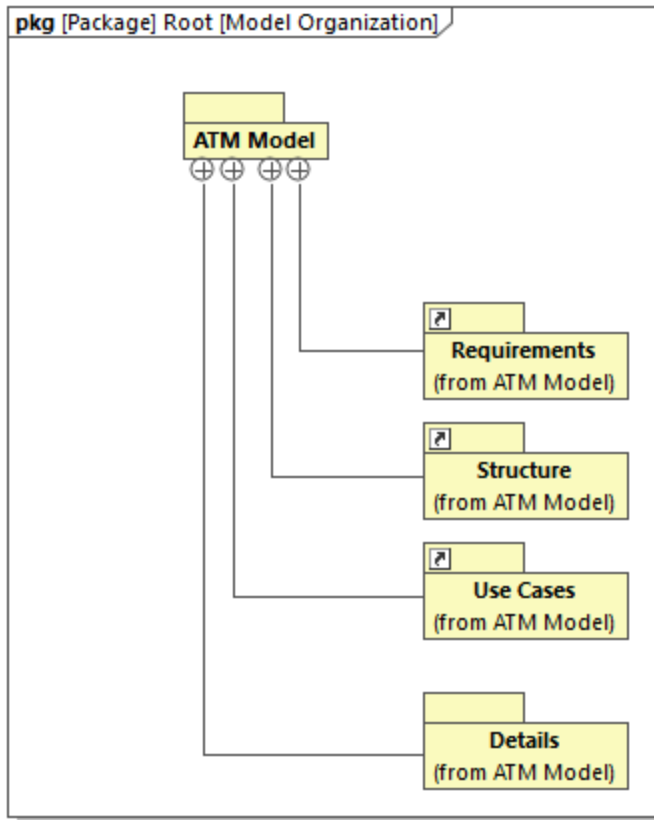 pkg [Package] Root [Model Organization]
ATM Model
Requirements
(from ATM Model)
Structure
(from ATM Model)
Use Cases
(from ATM Model)
Details
(from ATM Model)